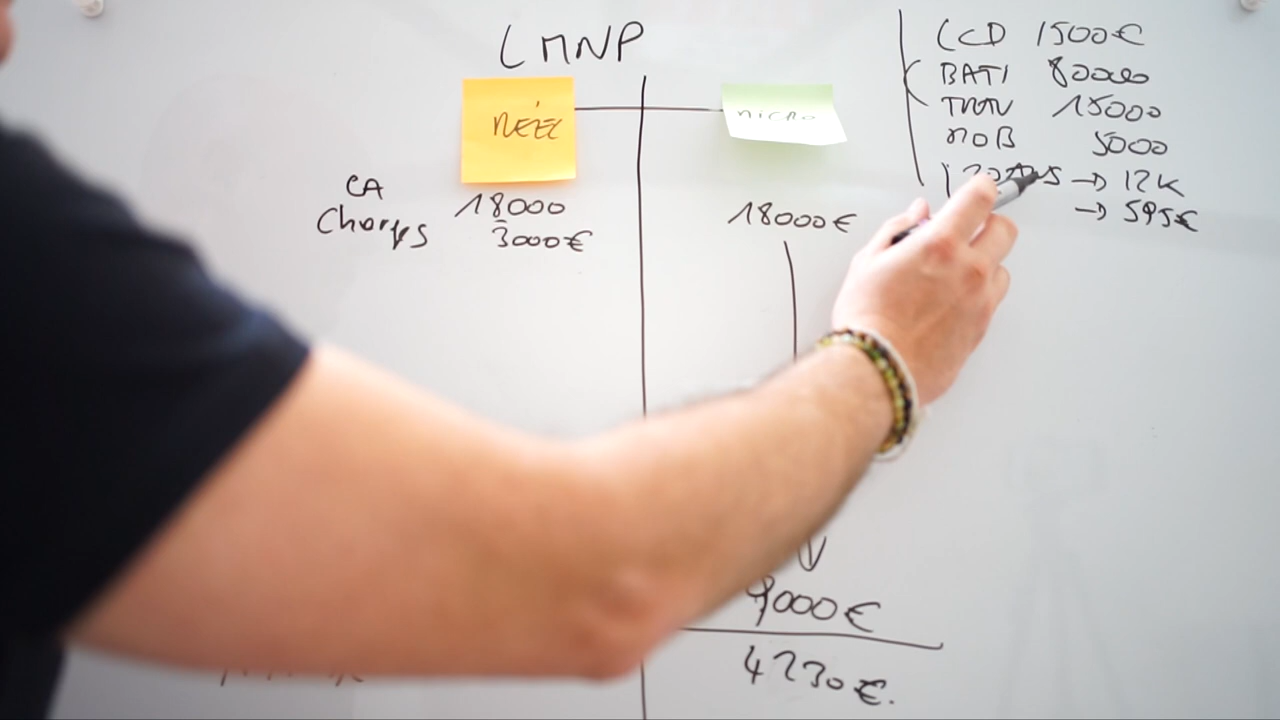 LMNP
RÉEL
micro
CA 18000 18000€
Charges 3000€
9000€
4230€.
CCD 1500€
BATI 80000
TRAV 15000
MOB 5000
→ 12K
→ 595€